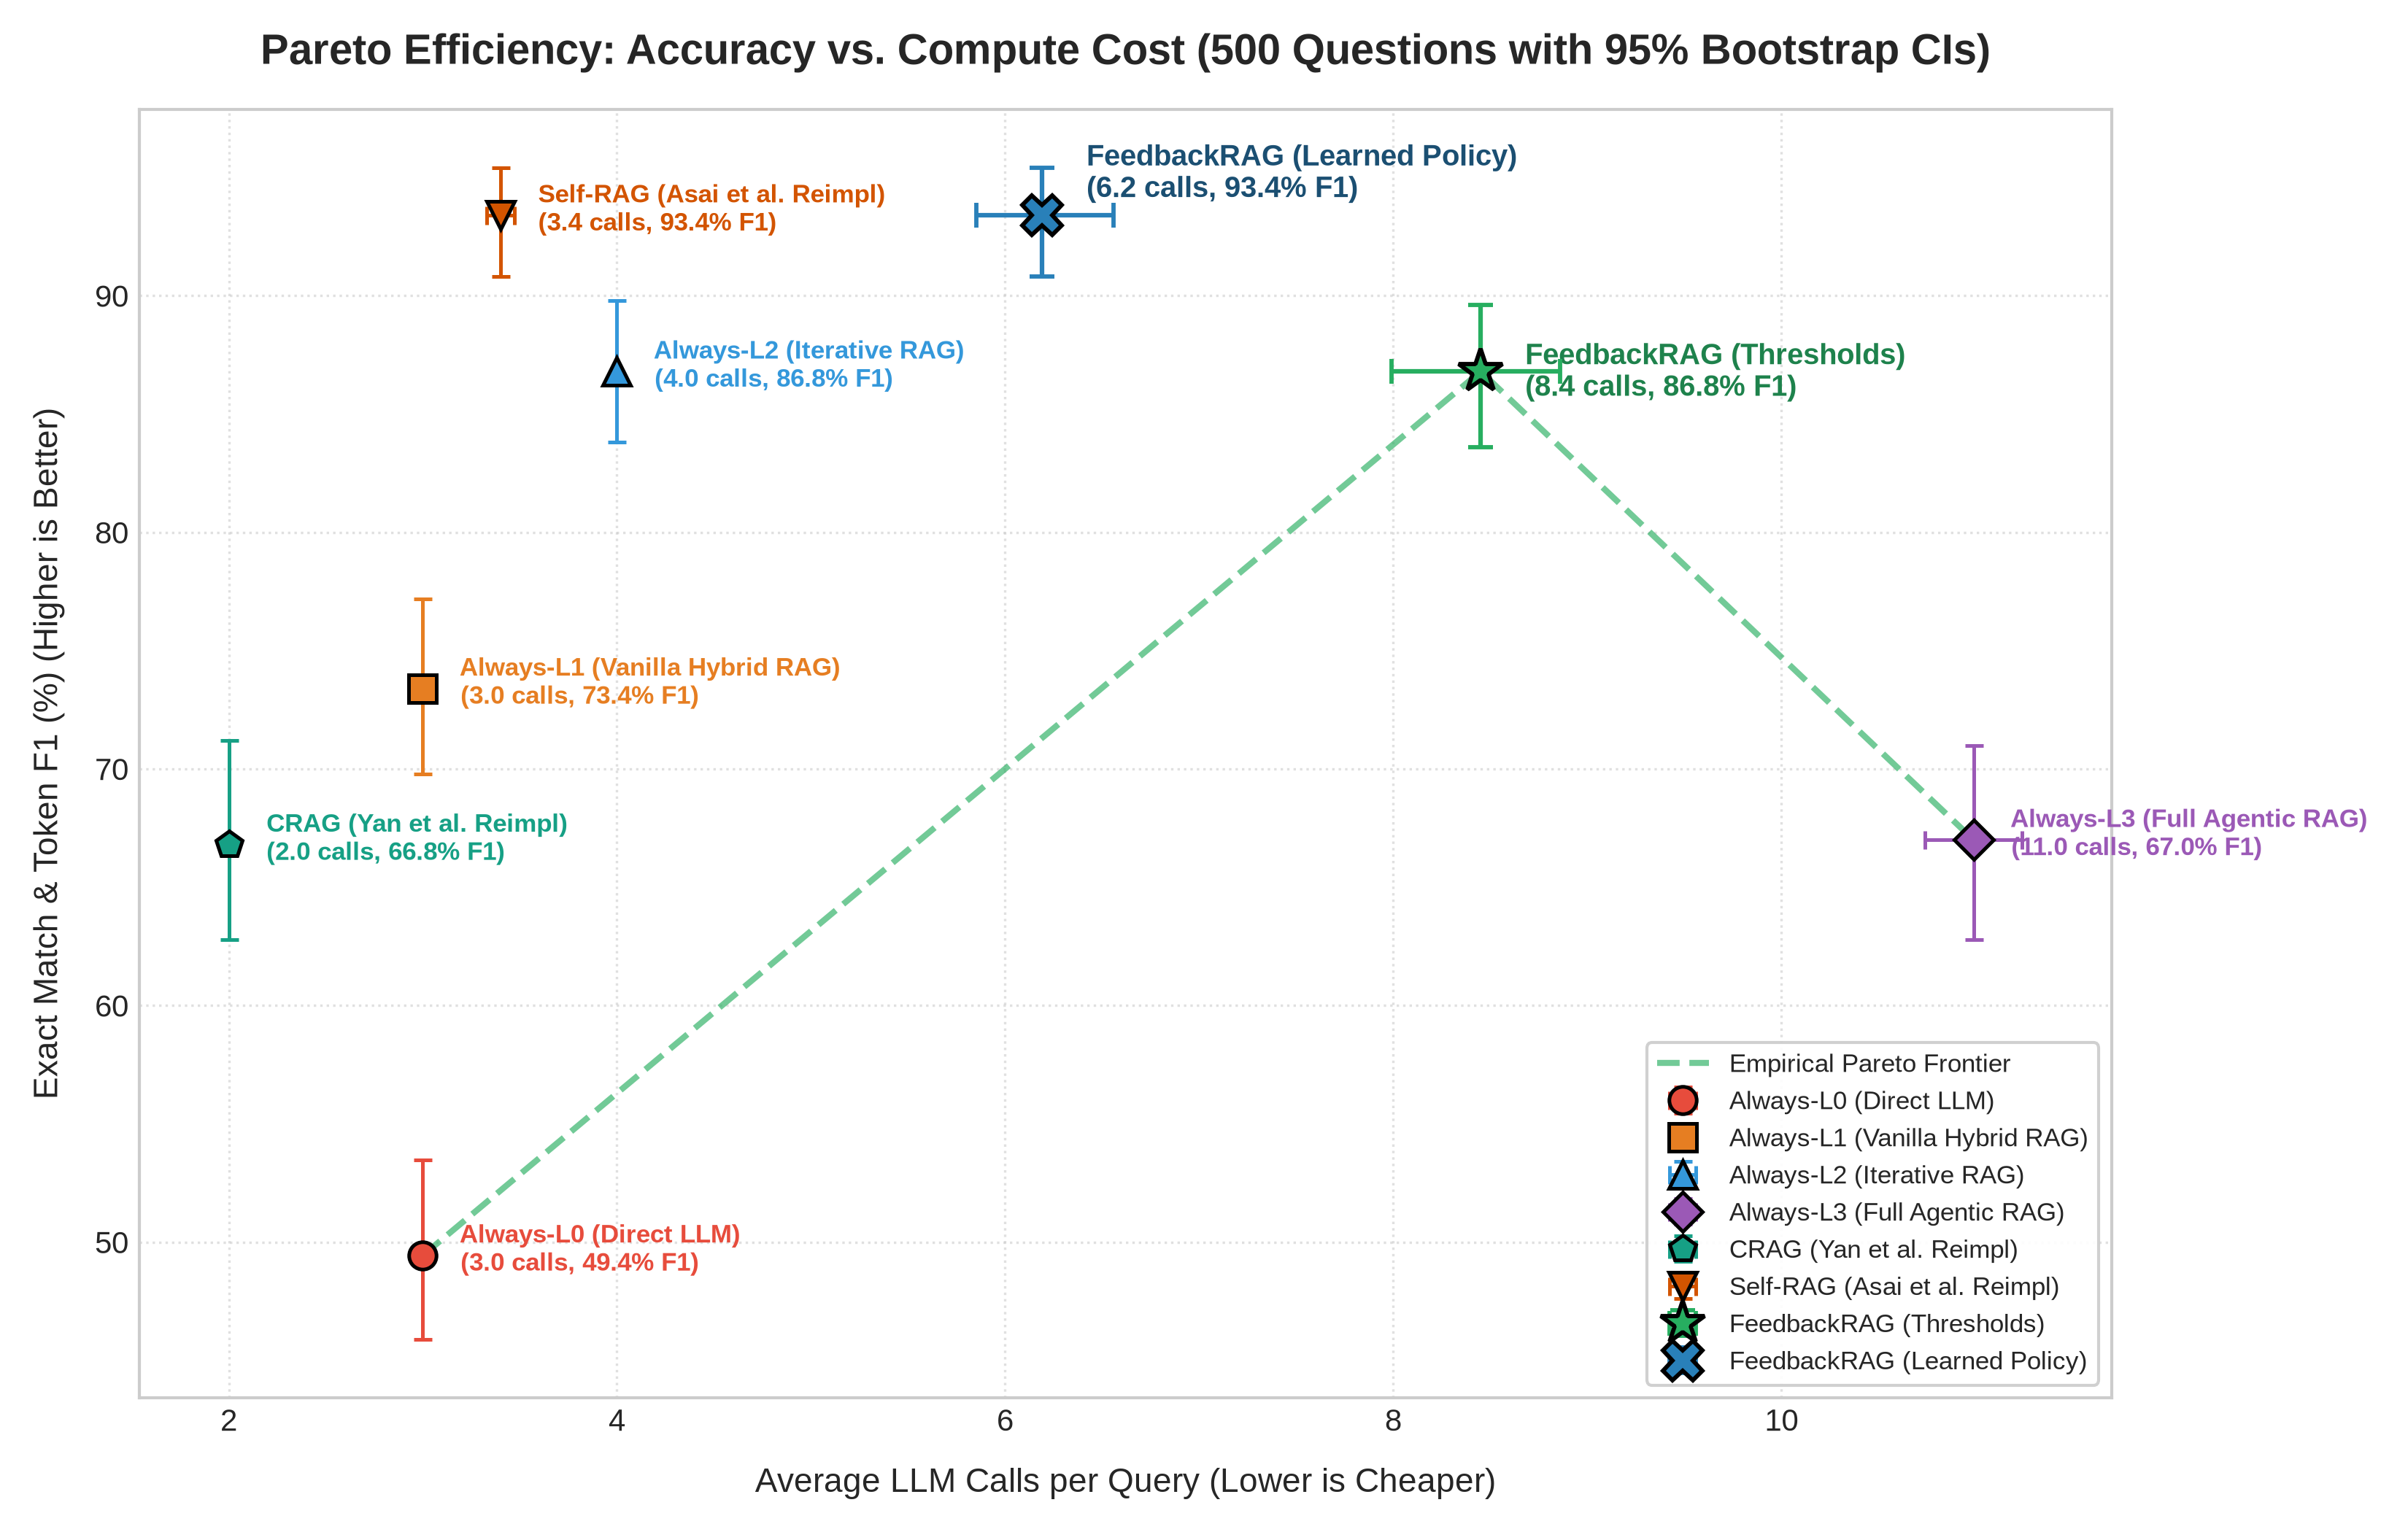 Pareto Efficiency: Accuracy vs. Compute Cost (500 Questions with 95% Bootstrap CIs)
Exact Match & Token F1 (%) (Higher is Better)
90
80
70
60
50
Self-RAG (Asai et al. Reimpl)
(3.4 calls, 93.4% F1)
FeedbackRAG (Learned Policy)
(6.2 calls, 93.4% F1)
Always-L2 (Iterative RAG)
(4.0 calls, 86.8% F1)
FeedbackRAG (Thresholds)
(8.4 calls, 86.8% F1)
Always-L1 (Vanilla Hybrid RAG)
(3.0 calls, 73.4% F1)
CRAG (Yan et al. Reimpl)
(2.0 calls, 66.8% F1)
Always-L3 (Full Agentic RAG)
(11.0 calls, 67.0% F1)
Always-L0 (Direct LLM)
(3.0 calls, 49.4% F1)
Empirical Pareto Frontier
Always-L0 (Direct LLM)
Always-L1 (Vanilla Hybrid RAG)
Always-L2 (Iterative RAG)
Always-L3 (Full Agentic RAG)
CRAG (Yan et al. Reimpl)
Self-RAG (Asai et al. Reimpl)
FeedbackRAG (Thresholds)
FeedbackRAG (Learned Policy)
2 4 6 8 10
Average LLM Calls per Query (Lower is Cheaper)